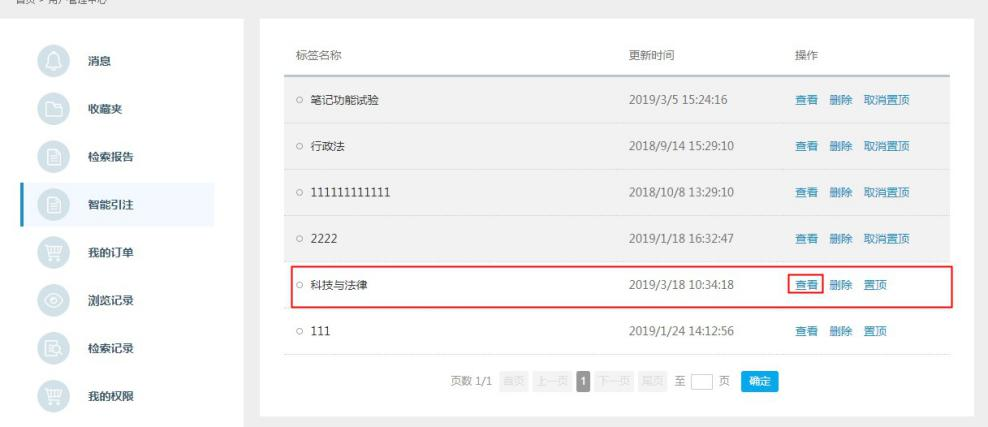 首页 > 用户管理中心
消息
收藏夹
检索报告
智能引注
我的订单
浏览记录
检索记录
我的权限
标签名称 更新时间 操作
笔记功能试验 2019/3/5 15:24:16 查看 删除 取消置顶
行政法 2018/9/14 15:29:10 查看 删除 取消置顶
111111111111 2018/10/8 13:29:10 查看 删除 取消置顶
2222 2019/1/18 16:32:47 查看 删除 取消置顶
科技与法律 2019/3/18 10:34:18 查看 删除 置顶
111 2019/1/24 14:12:56 查看 删除 置顶
页数 1/1 首页 上一页 1 下一页 尾页 至 页 确定